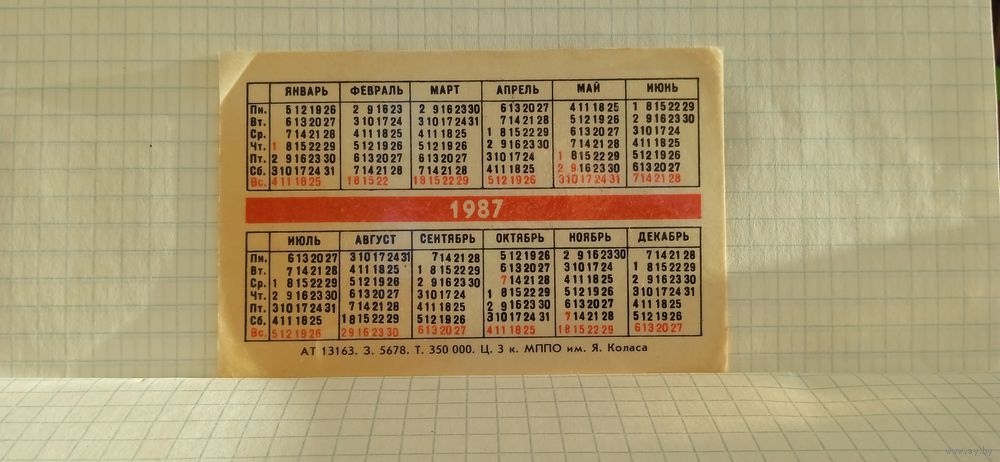 ЯНВАРЬ ФЕВРАЛЬ МАРТ АПРЕЛЬ МАЙ ИЮНЬ
Пн. 5 12 19 26 2 9 16 23 2 9 16 23 30 6 13 20 27 4 11 18 25 1 8 15 22 29
Вт. 6 13 20 27 3 10 17 24 3 10 17 24 31 7 14 21 28 5 12 19 26 2 9 16 23 30
Ср. 7 14 21 28 4 11 18 25 4 11 18 25 1 8 15 22 29 6 13 20 27 3 10 17 24
Чт. 1 8 15 22 29 5 12 19 26 5 12 19 26 2 9 16 23 30 7 14 21 28 4 11 18 25
Пт. 2 9 16 23 30 6 13 20 27 6 13 20 27 3 10 17 24 1 8 15 22 29 5 12 19 26
Сб. 3 10 17 24 31 7 14 21 28 7 14 21 28 4 11 18 25 2 9 16 23 30 6 13 20 27
Вс. 4 11 18 25 1 8 15 22 1 8 15 22 29 5 12 19 26 3 10 17 24 31 7 14 21 28
1987
ИЮЛЬ АВГУСТ СЕНТЯБРЬ ОКТЯБРЬ НОЯБРЬ ДЕКАБРЬ
Пн. 6 13 20 27 3 10 17 24 31 7 14 21 28 5 12 19 26 2 9 16 23 30 7 14 21 28
Вт. 7 14 21 28 4 11 18 25 1 8 15 22 29 6 13 20 27 3 10 17 24 1 8 15 22 29
Ср. 1 8 15 22 29 5 12 19 26 2 9 16 23 30 7 14 21 28 4 11 18 25 2 9 16 23 30
Чт. 2 9 16 23 30 6 13 20 27 3 10 17 24 1 8 15 22 29 5 12 19 26 3 10 17 24 31
Пт. 3 10 17 24 31 7 14 21 28 4 11 18 25 2 9 16 23 30 6 13 20 27 4 11 18 25
Сб. 4 11 18 25 1 8 15 22 29 5 12 19 26 3 10 17 24 31 7 14 21 28 5 12 19 26
Вс. 5 12 19 26 2 9 16 23 30 6 13 20 27 4 11 18 25 1 8 15 22 29 6 13 20 27
АТ 13163. З. 5678. Т. 350 000. Ц. 3 к. МППО им. Я. Коласа
www.ay.by